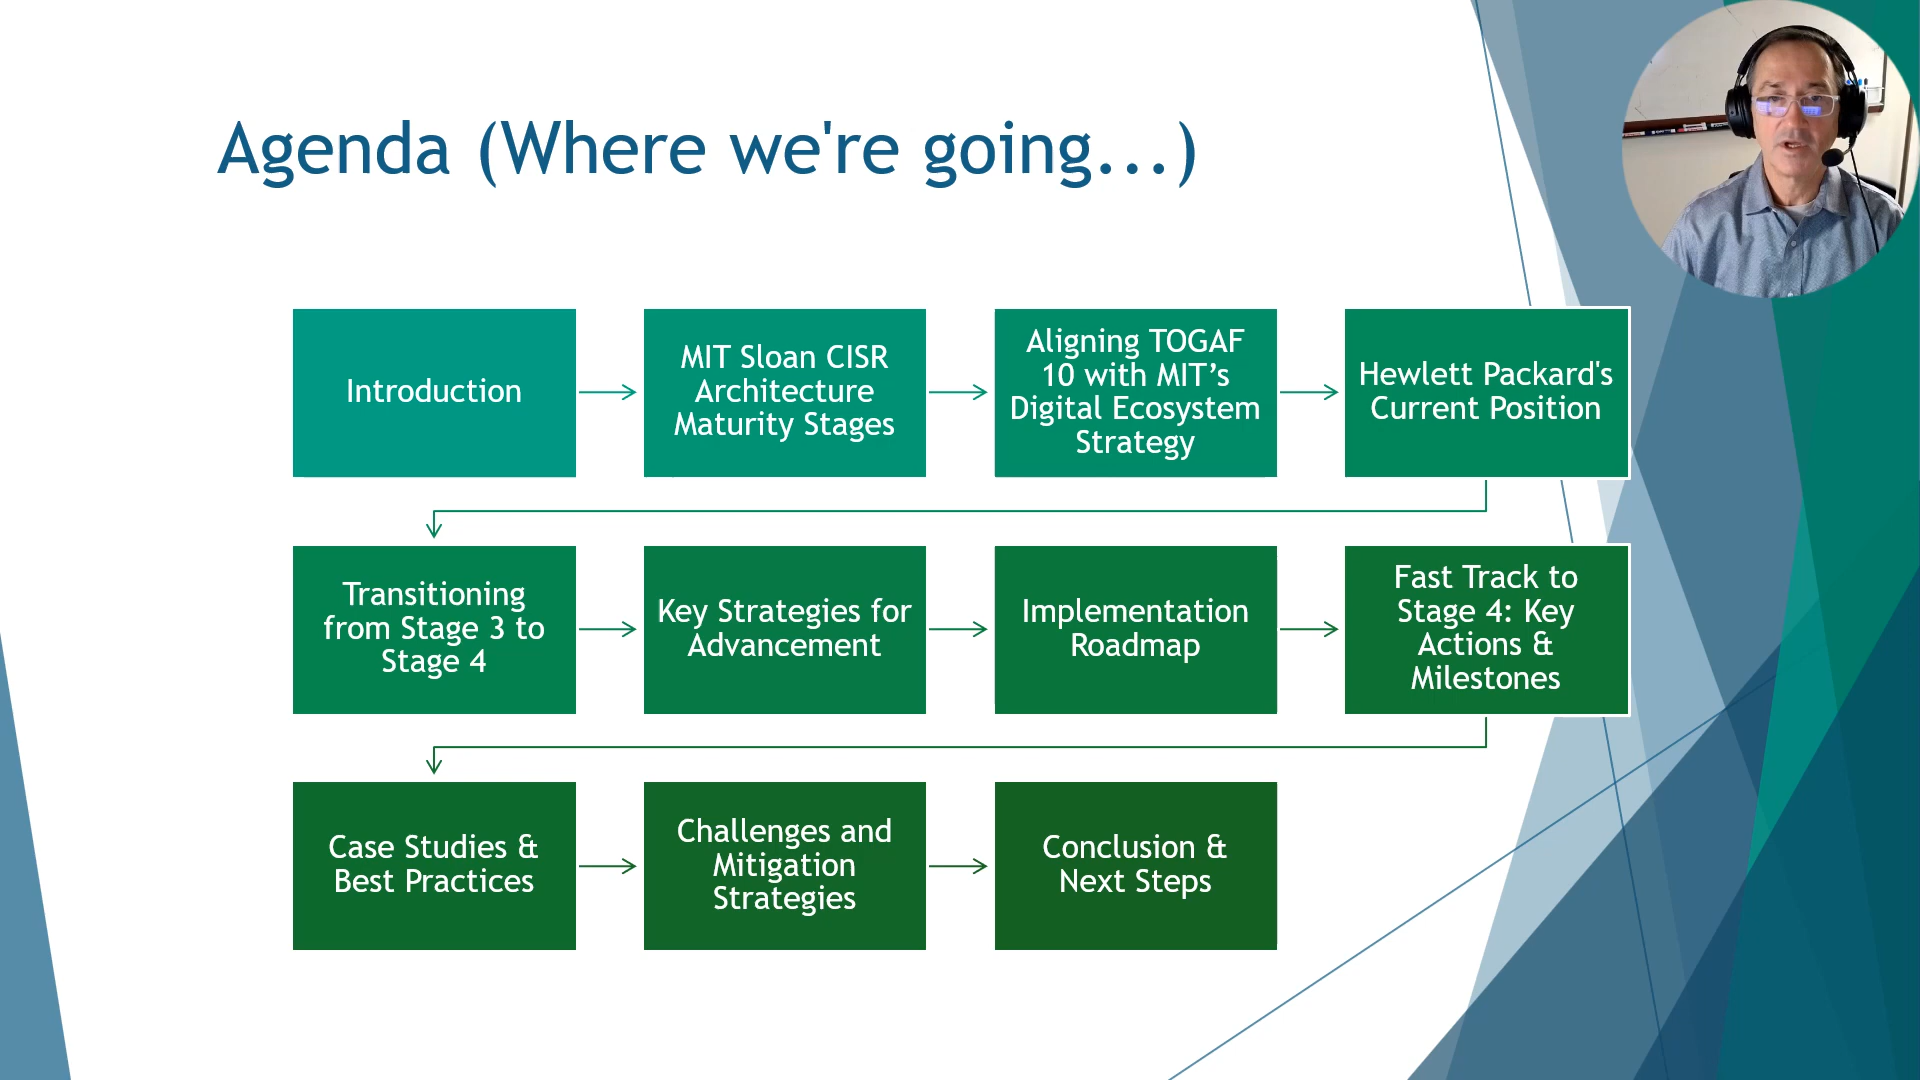 Agenda (Where we're going...)
Introduction
MIT Sloan CISR
Architecture
Maturity Stages
Aligning TOGAF
10 with MIT’s
Digital Ecosystem
Strategy
Hewlett Packard's
Current Position
Transitioning
from Stage 3 to
Stage 4
Key Strategies for
Advancement
Implementation
Roadmap
Fast Track to
Stage 4: Key
Actions &
Milestones
Case Studies &
Best Practices
Challenges and
Mitigation
Strategies
Conclusion &
Next Steps